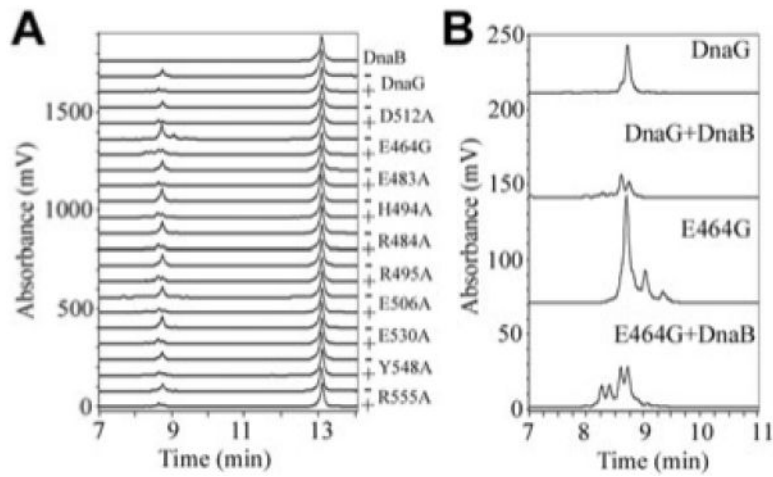 A
Absorbance (mV)
1500
1000
500
0
DnaB
-
+ DnaG
-
+ D512A
-
+ E464G
-
+ E483A
-
+ H494A
-
+ R484A
-
+ R495A
-
+ E506A
-
+ E530A
-
+ Y548A
-
+ R555A
7 9 11 13
Time (min)
B
Absorbance (mV)
250
200
150
100
50
0
DnaG
DnaG+DnaB
E464G
E464G+DnaB
7 8 9 10 11
Time (min)